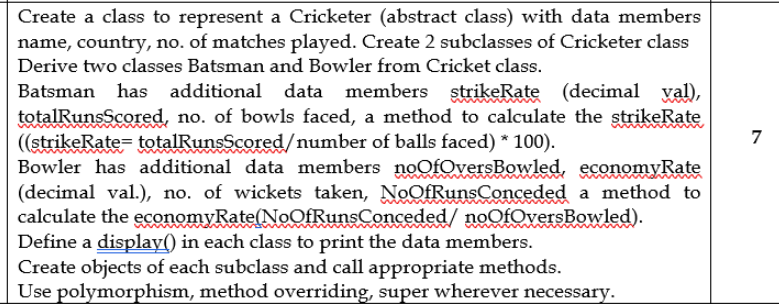 Create a class to represent a Cricketer (abstract class) with data members
name, country, no. of matches played. Create 2 subclasses of Cricketer class
Derive two classes Batsman and Bowler from Cricket class.
Batsman has additional data members strikeRate (decimal val),
totalRunsScored, no. of bowls faced, a method to calculate the strikeRate
((strikeRate= totalRunsScored/number of balls faced) * 100).
7
Bowler has additional data members noOfOversBowled, economyRate
(decimal val.), no. of wickets taken, NoOfRunsConceded a method to
calculate the economyRate(NoOfRunsConceded/ noOfOversBowled).
Define a display() in each class to print the data members.
Create objects of each subclass and call appropriate methods.
Use polymorphism, method overriding, super wherever necessary.